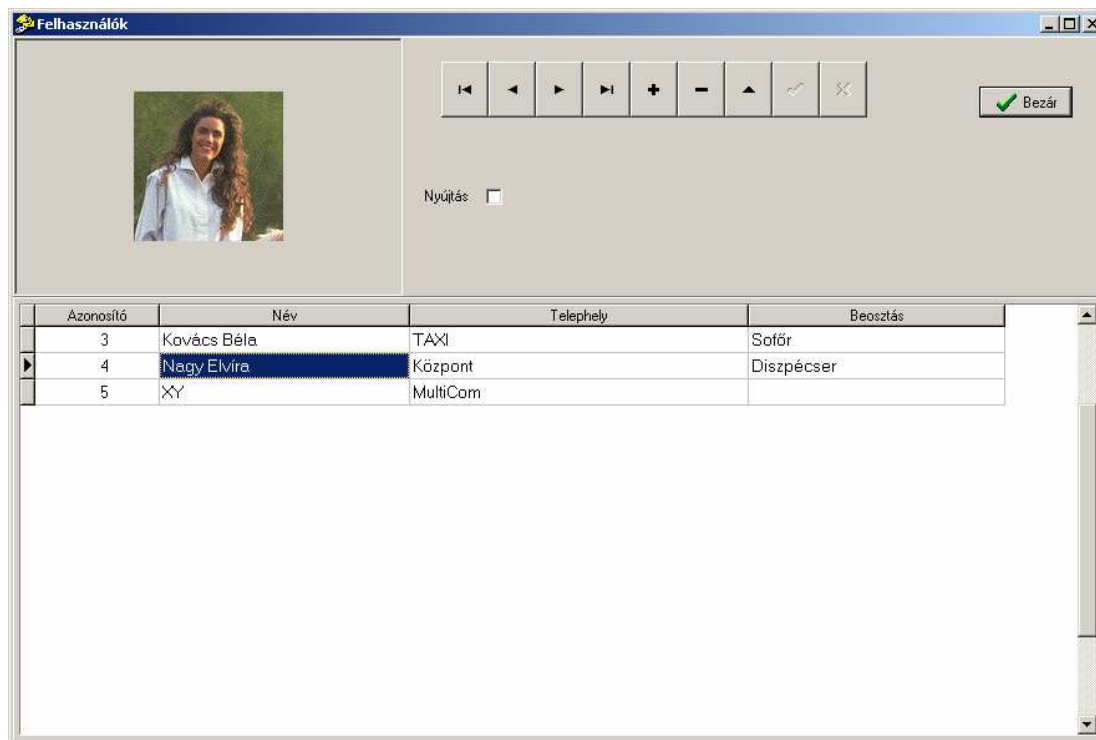 Felhasználók
Bezár
Nyújtás
Azonosító Név Telephely Beosztás
3 Kovács Béla TAXI Sofőr
4 Nagy Elvíra Központ Diszpécser
5 XY MultiCom